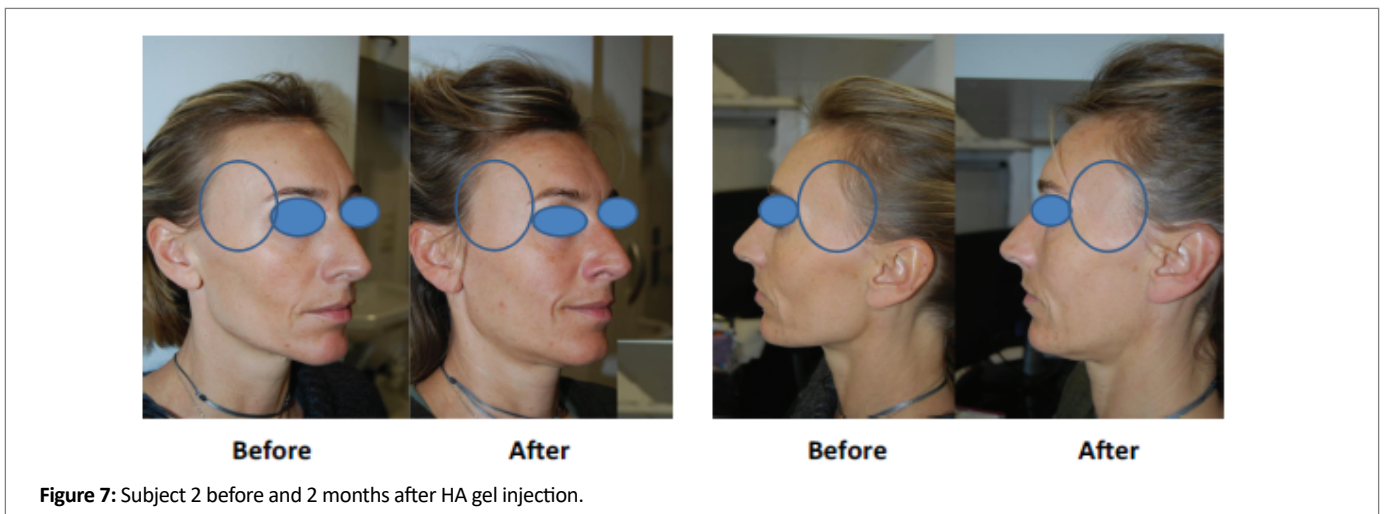 Before After Before After
Figure 7: Subject 2 before and 2 months after HA gel injection.